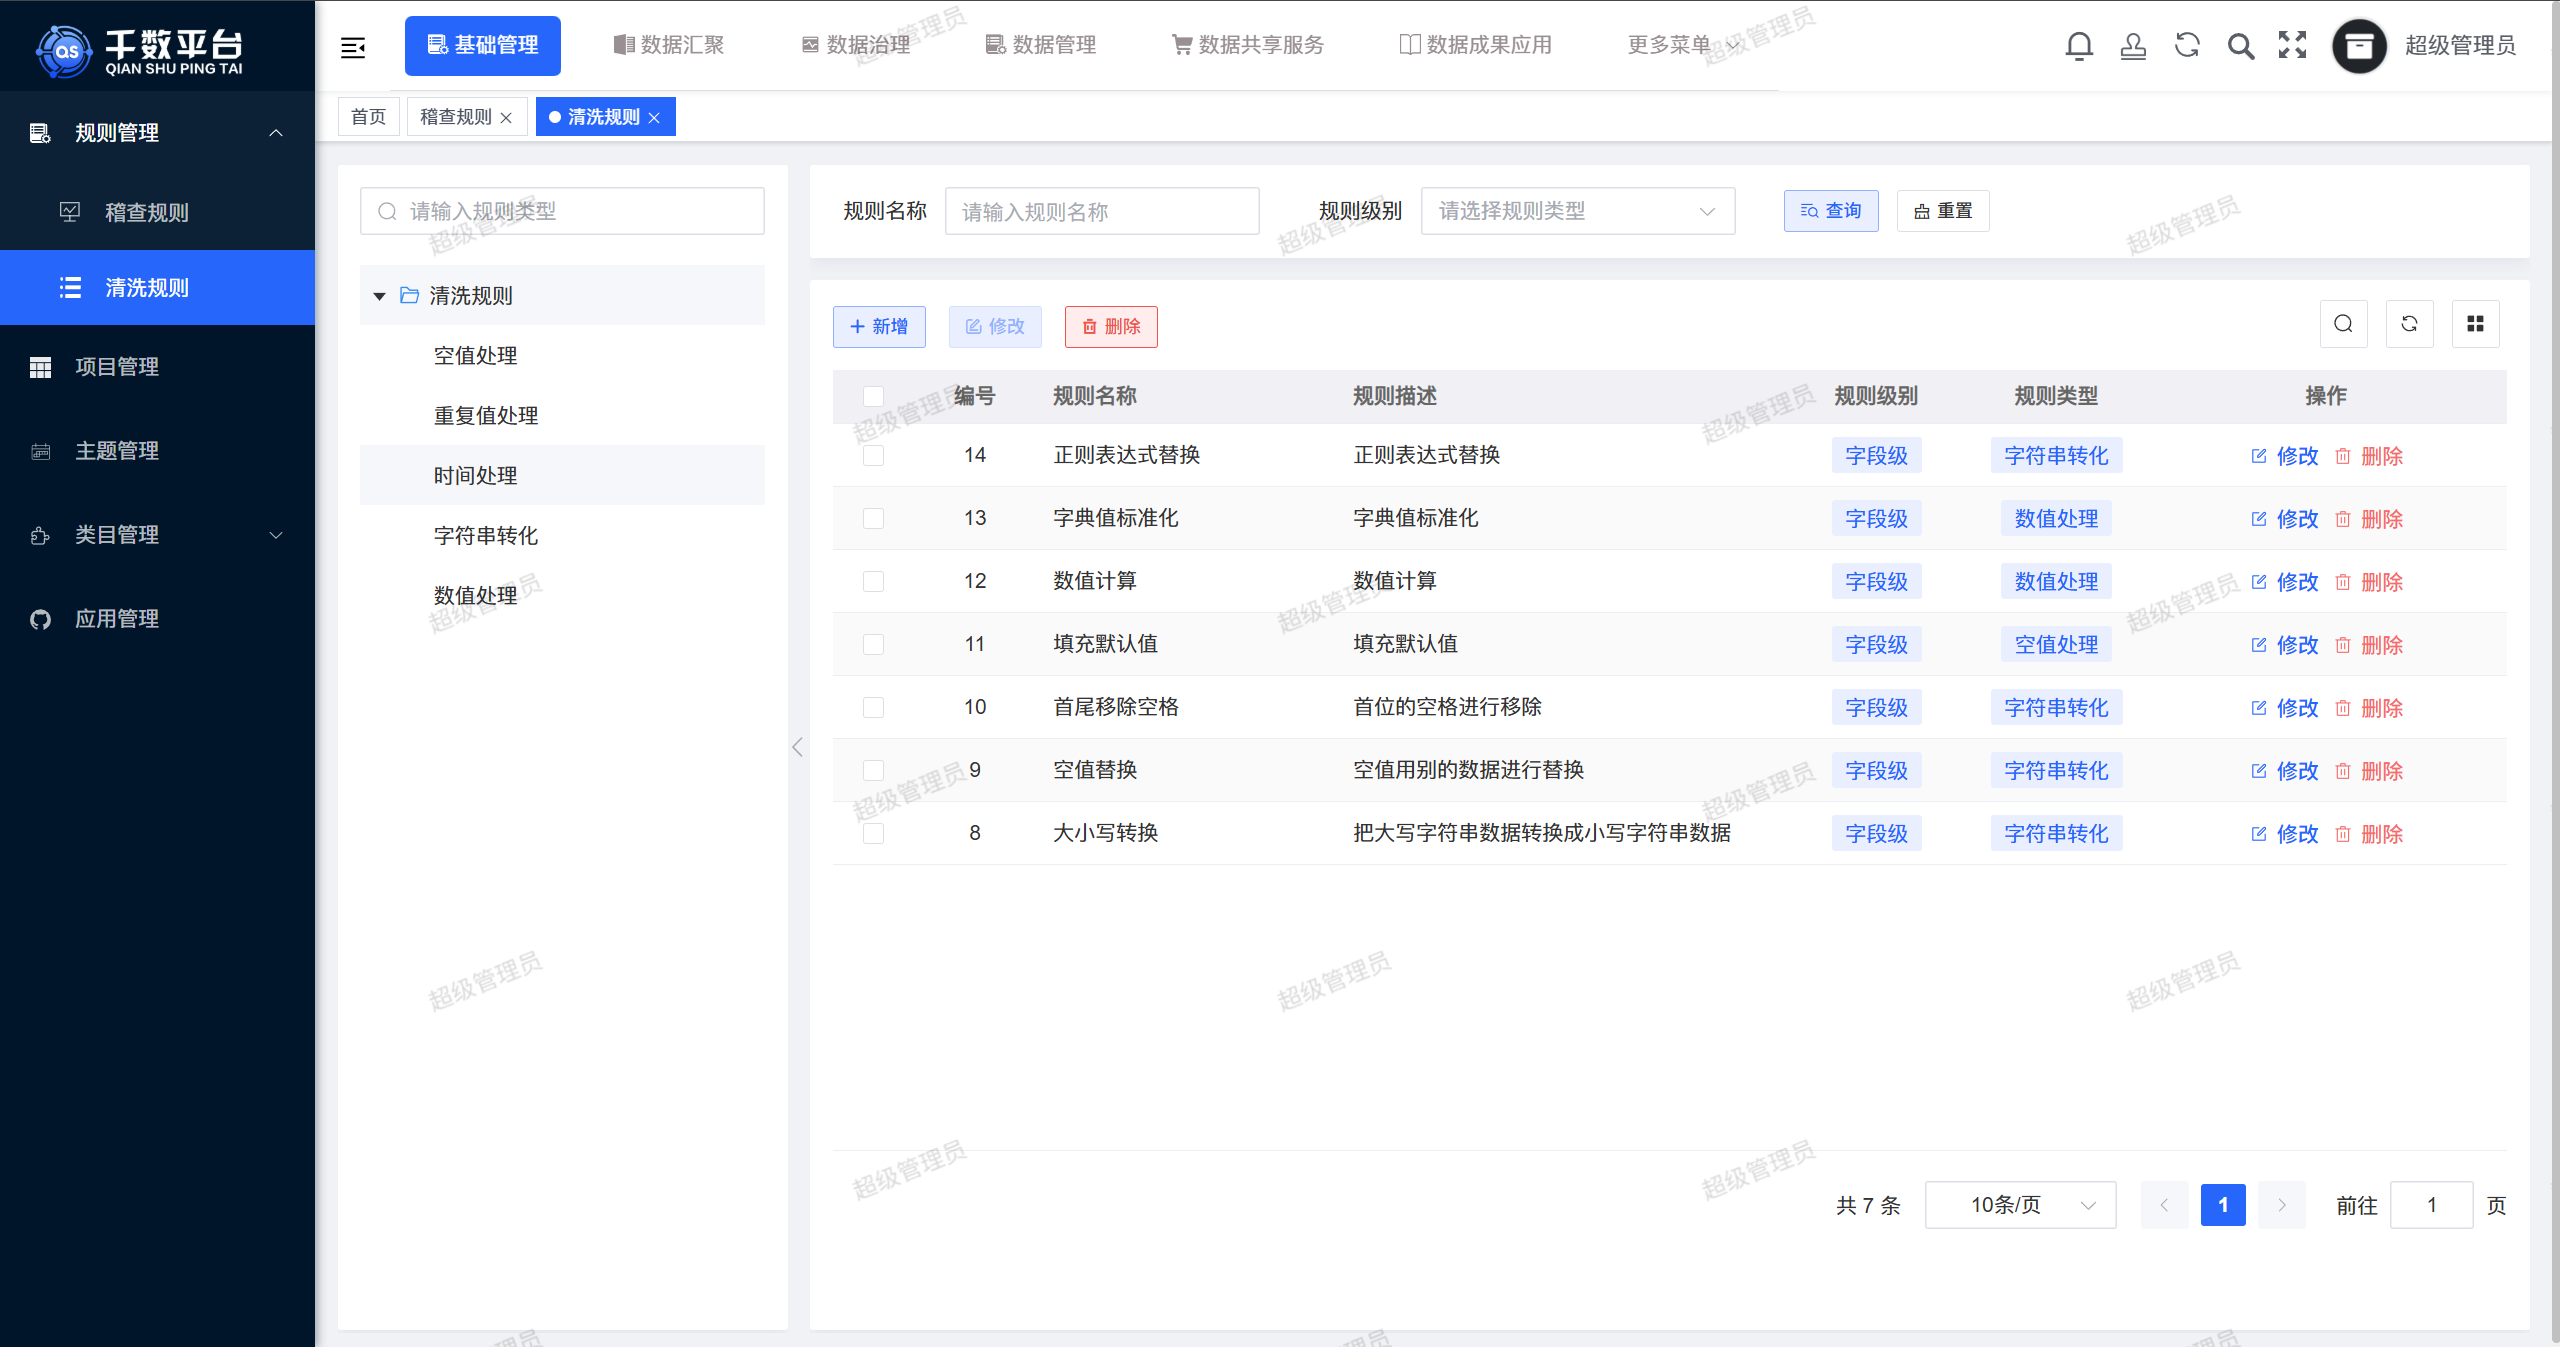 千数平台
QIAN SHU PING TAI
基础管理
数据汇聚
数据治理
数据管理
数据共享服务
数据成果应用
更多菜单
超级管理员
首页
稽查规则
清洗规则
规则管理
稽查规则
清洗规则
项目管理
主题管理
类目管理
应用管理
请输入规则类型
清洗规则
空值处理
重复值处理
时间处理
字符串转化
数值处理
规则名称 请输入规则名称 规则级别 请选择规则类型 查询 重置
新增 修改 删除
编号 规则名称 规则描述 规则级别 规则类型 操作
14 正则表达式替换 正则表达式替换 字段级 字符串转化 修改 删除
13 字典值标准化 字典值标准化 字段级 数值处理 修改 删除
12 数值计算 数值计算 字段级 数值处理 修改 删除
11 填充默认值 填充默认值 字段级 空值处理 修改 删除
10 首尾移除空格 首位的空格进行移除 字段级 字符串转化 修改 删除
9 空值替换 空值用别的数据进行替换 字段级 字符串转化 修改 删除
8 大小写转换 把大写字符串数据转换成小写字符串数据 字段级 字符串转化 修改 删除
共 7 条 10条/页 1 前往 1 页
超级管理员